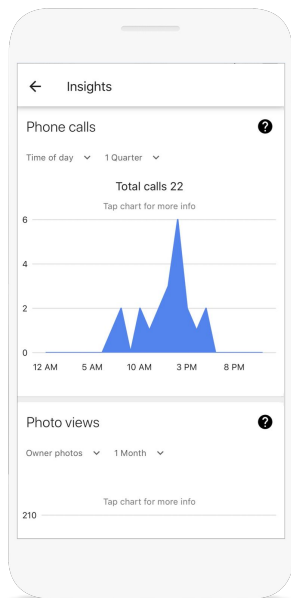 Insights
Phone calls
Time of day 1 Quarter
Total calls 22
Tap chart for more info
6
4
2
0
12 AM 5 AM 10 AM 3 PM 8 PM
Photo views
Owner photos 1 Month
Tap chart for more info
210